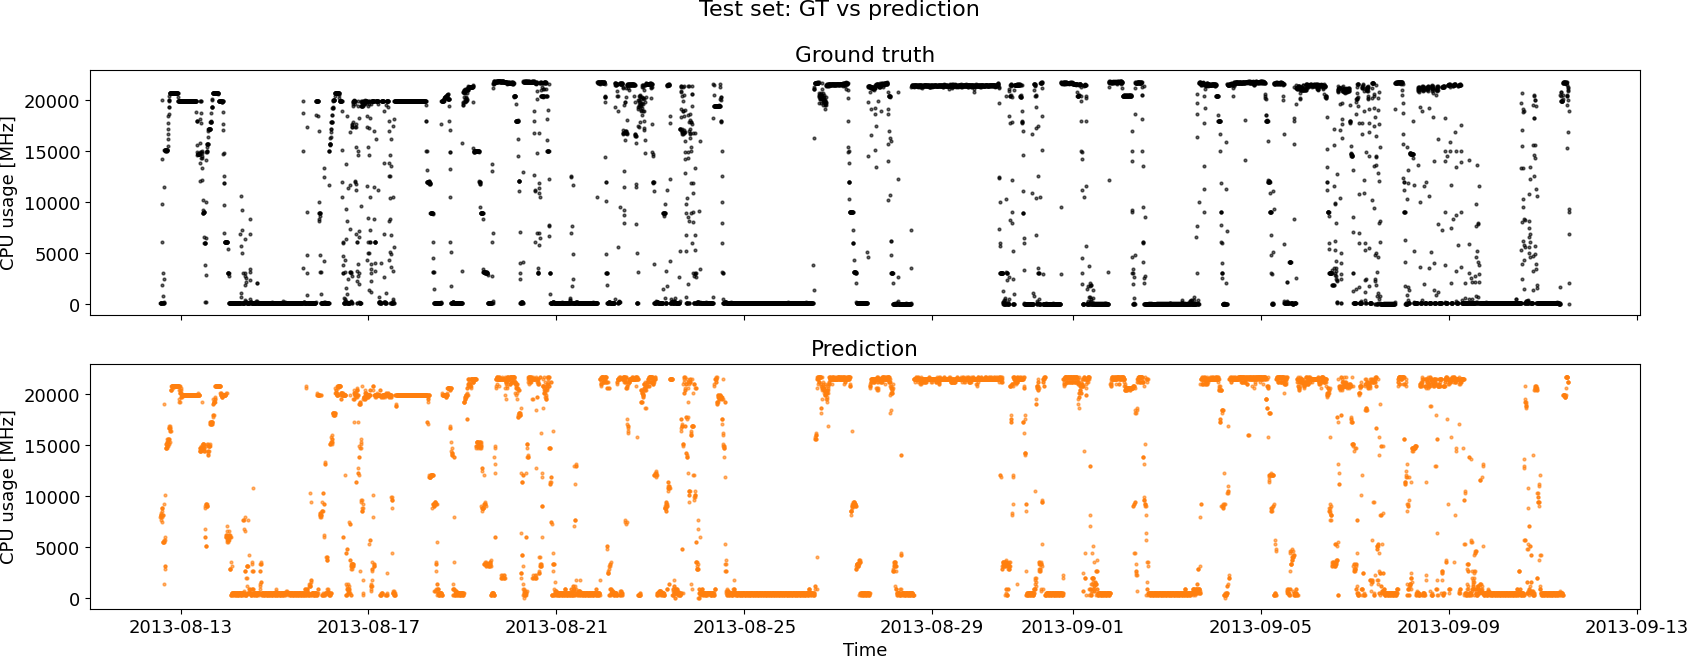 Test set: GT vs prediction
Ground truth
CPU usage [MHz]
20000
15000
10000
5000
0
Prediction
CPU usage [MHz]
20000
15000
10000
5000
0
2013-08-13 2013-08-17 2013-08-21 2013-08-25 2013-08-29 2013-09-01 2013-09-05 2013-09-09 2013-09-13
Time